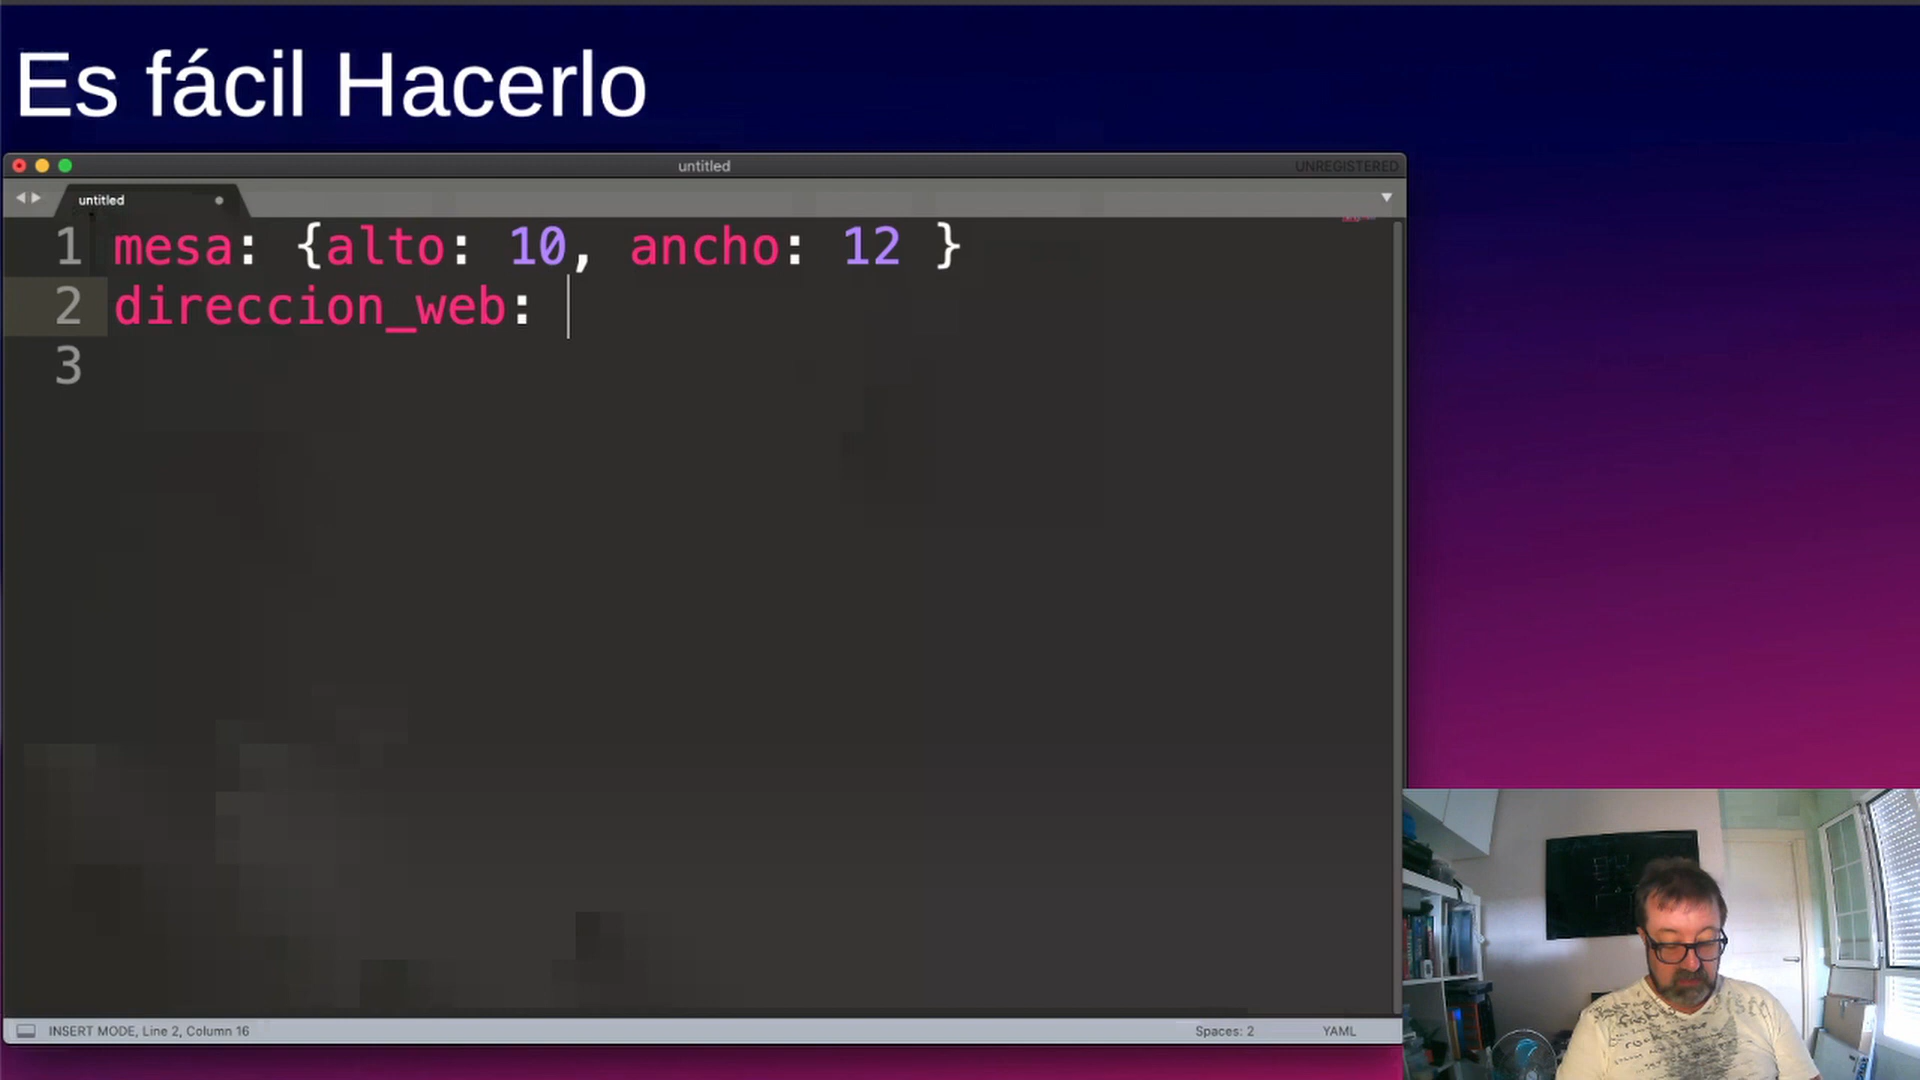 Es fácil Hacerlo
untitled
UNREGISTERED
untitled
1 mesa: {alto: 10, ancho: 12 }
2 direccion_web:
3
INSERT MODE, Line 2, Column 16
Spaces: 2
YAML